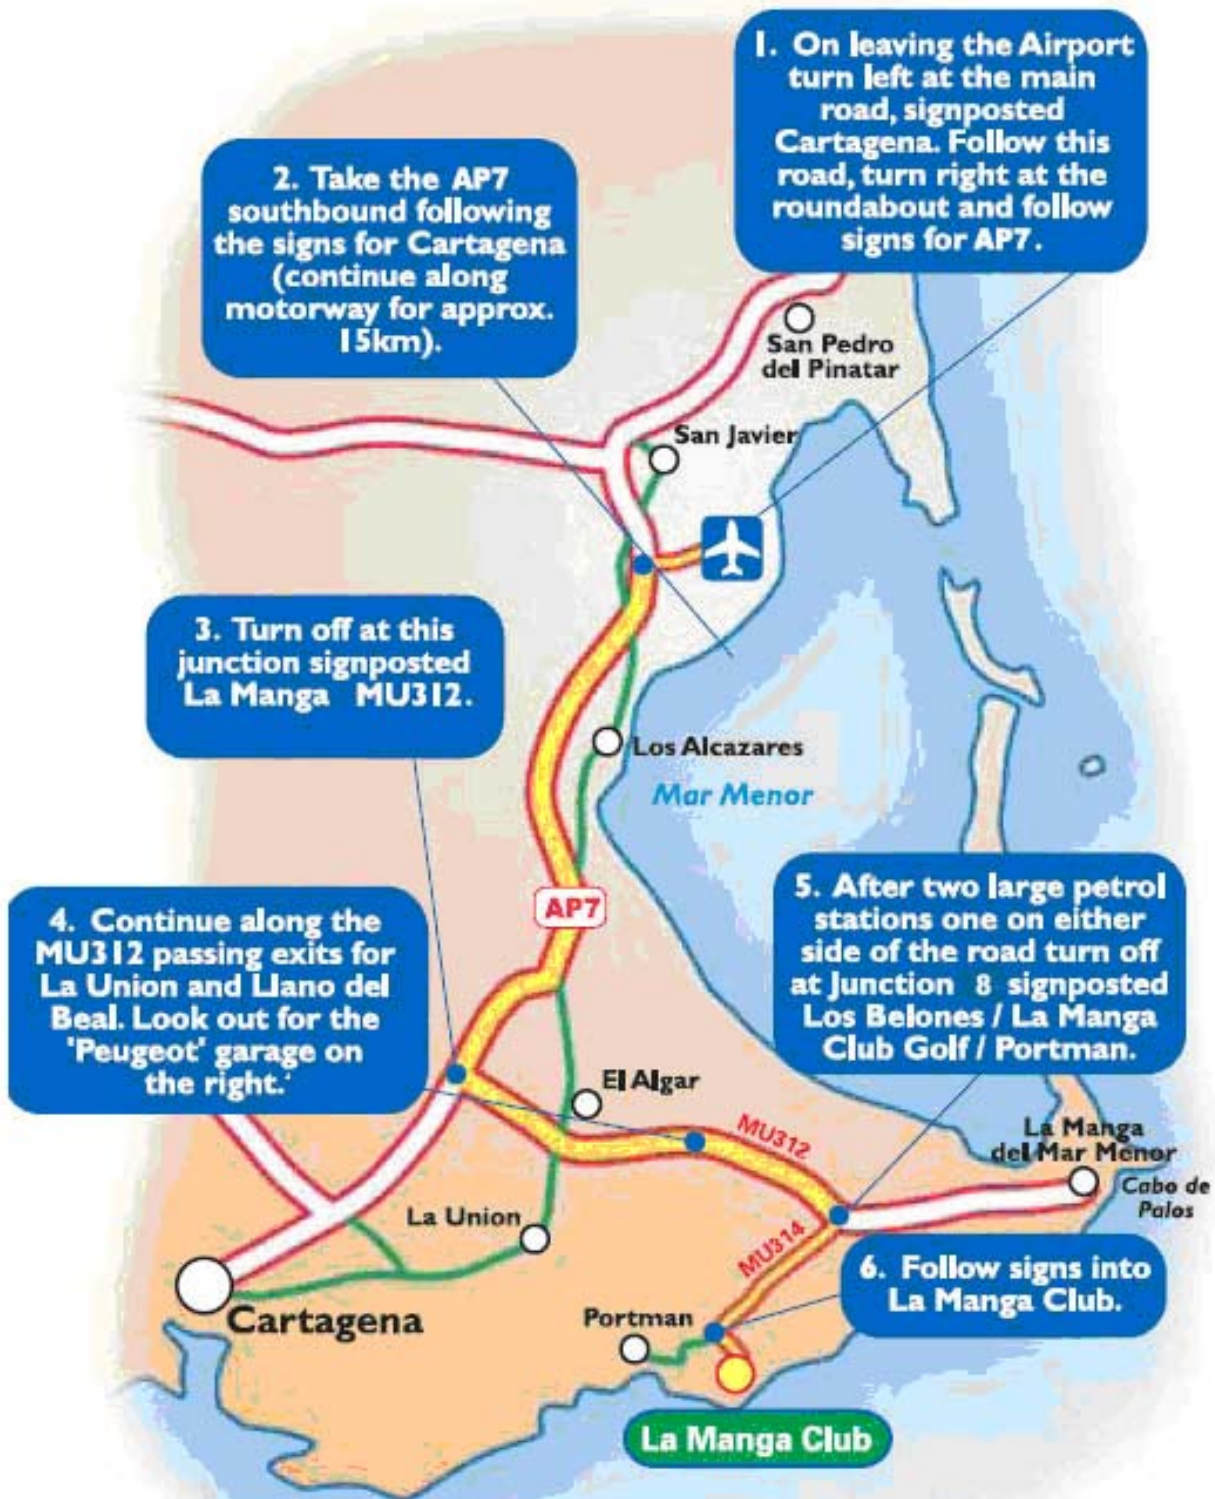 1. On leaving the Airport
turn left at the main
road, signposted
Cartagena. Follow this
road, turn right at the
roundabout and follow
signs for AP7.
2. Take the AP7
southbound following
the signs for Cartagena
(continue along
motorway for approx.
15km).
San Pedro
del Pinatar
San Javier
3. Turn off at this
junction signposted
La Manga MU312.
Los Alcazares
Mar Menor
AP7
4. Continue along the
MU312 passing exits for
La Union and Llano del
Beal. Look out for the
'Peugeot' garage on
the right.'
5. After two large petrol
stations one on either
side of the road turn off
at Junction 8 signposted
Los Belones / La Manga
Club Golf / Portman.
El Algar
MU312
La Manga
del Mar Menor
Cabo de
Palos
La Union
MU314
6. Follow signs into
La Manga Club.
Cartagena
Portman
La Manga Club